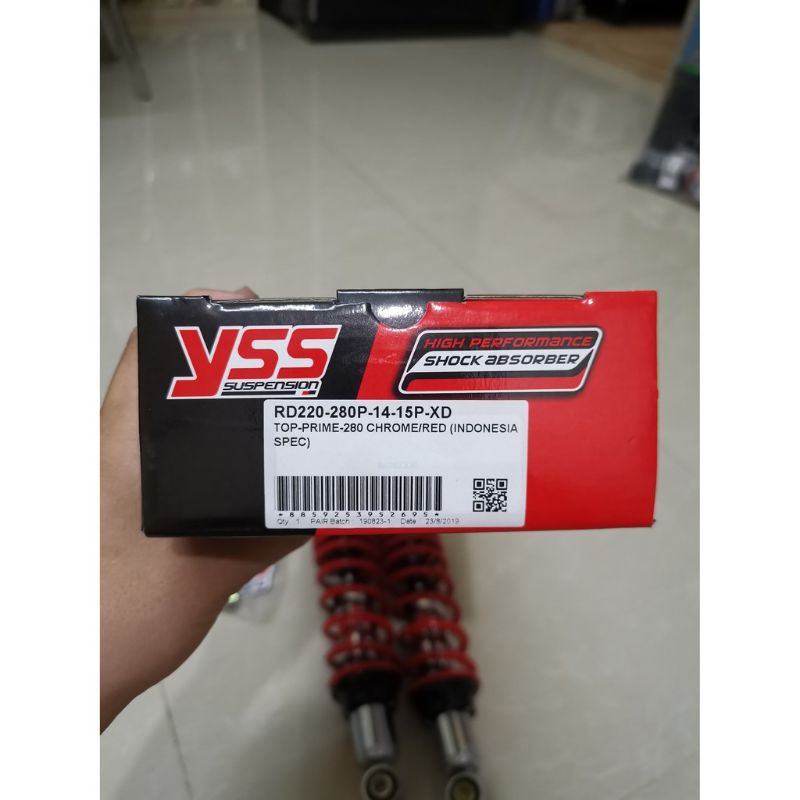 YSS
SUSPENSION
HIGH PERFORMANCE
SHOCK ABSORBER
RD220-280P-14-15P-XD
TOP-PRIME-280 CHROME/RED (INDONESIA
SPEC)
*8859253952695*
Qty 1 PAIR Batch 190823-1 Date 23/8/2019